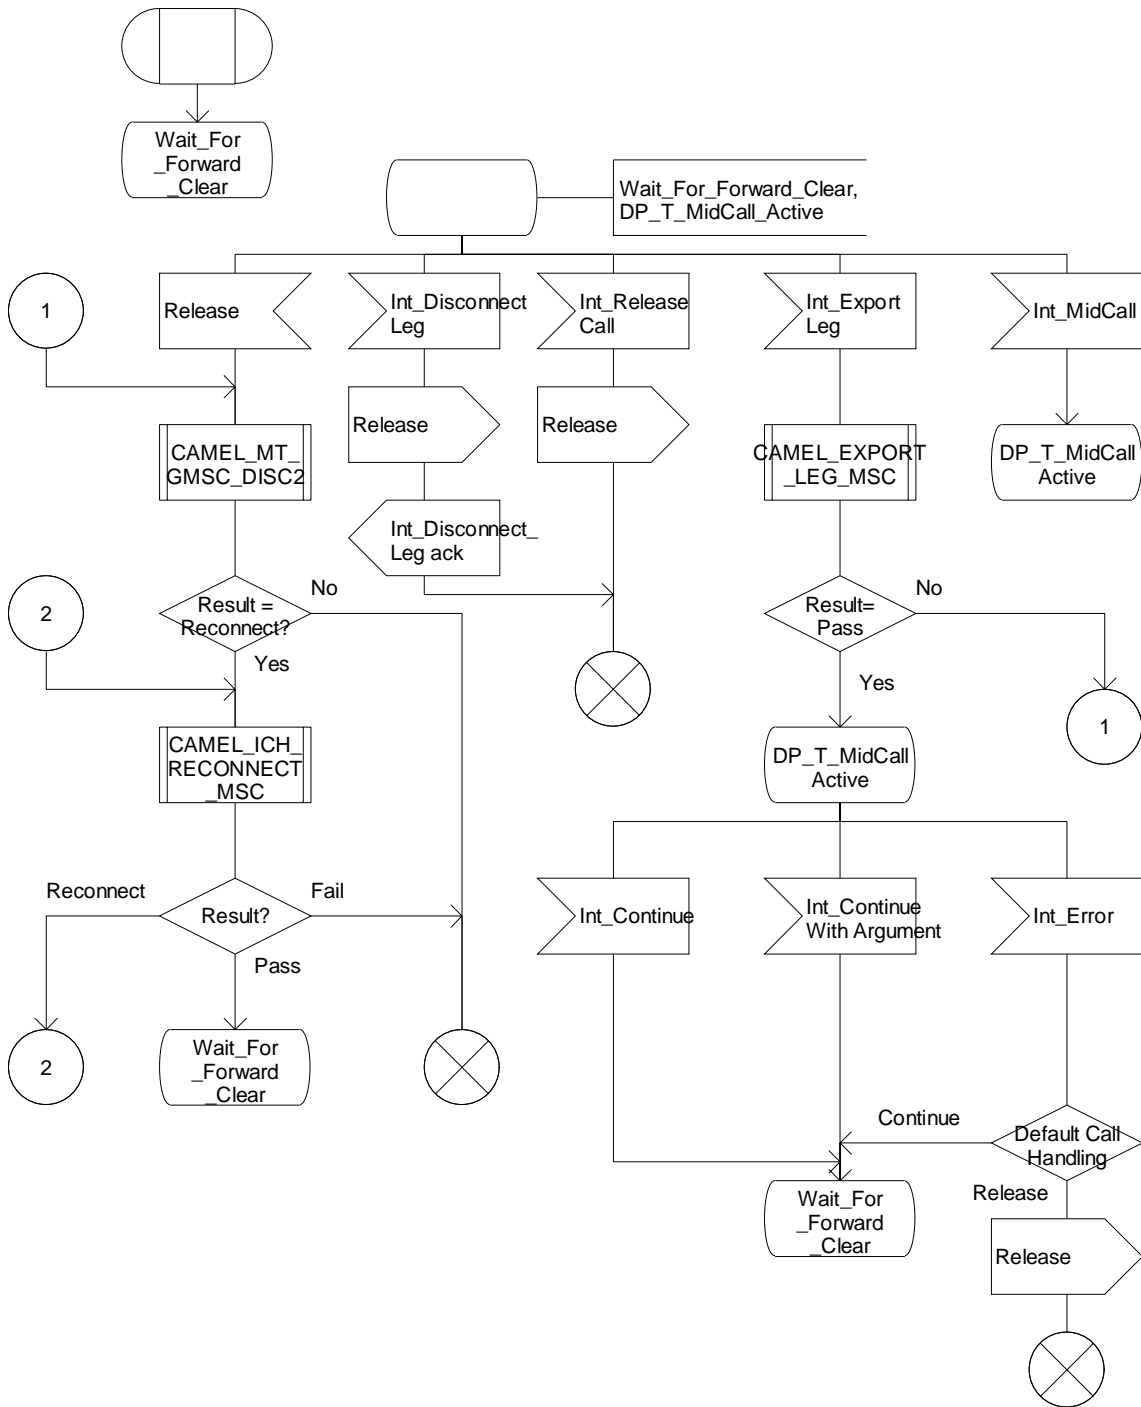 Wait_For
_Forward
_Clear
Wait_For_Forward_Clear,
DP_T_MidCall_Active
1
Release
Int_Disconnect
Leg
Int_Release
Call
Int_Export
Leg
Int_MidCall
Release
Release
CAMEL_MT_
GMSC_DISC2
CAMEL_EXPORT
_LEG_MSC
DP_T_MidCall
Active
Int_Disconnect_
Leg ack
2
Result =
Reconnect?
No
Yes
Result=
Pass
No
Yes
1
CAMEL_ICH_
RECONNECT
_MSC
DP_T_MidCall
Active
Reconnect
Result?
Fail
Pass
Int_Continue
Int_Continue
With Argument
Int_Error
2
Wait_For
_Forward
_Clear
Continue
Default Call
Handling
Release
Wait_For
_Forward
_Clear
Release